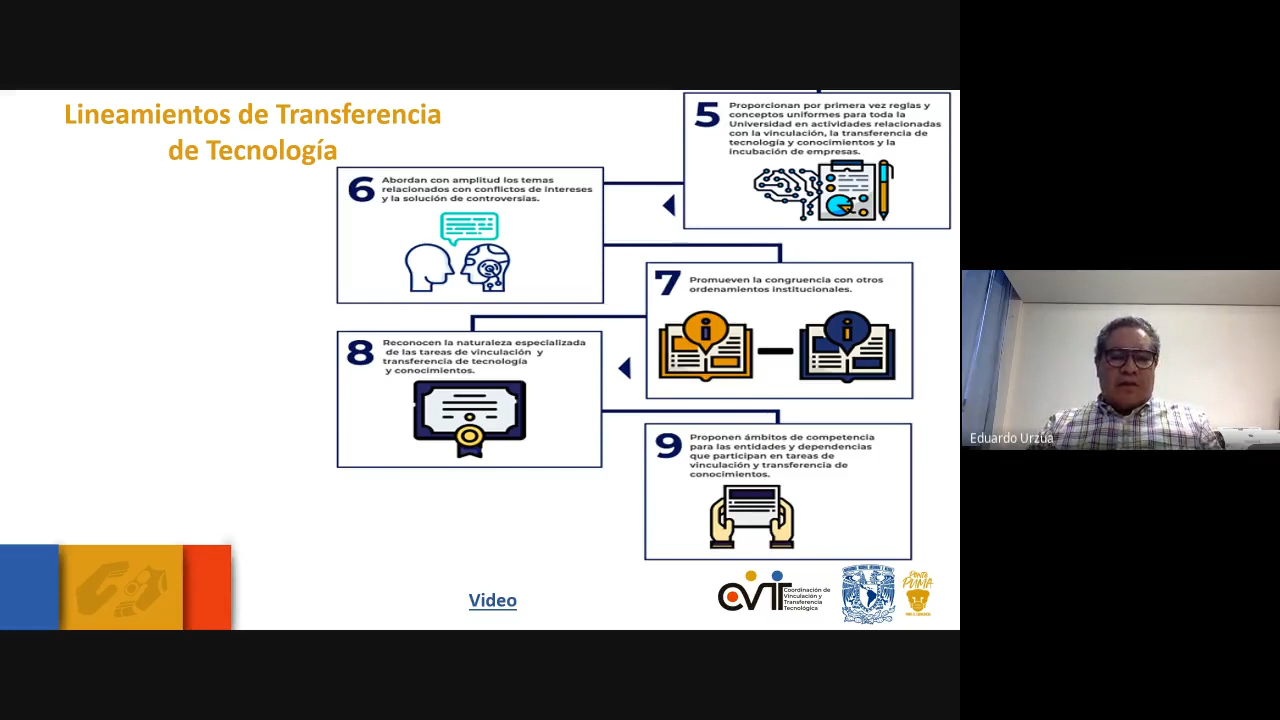 Lineamientos de Transferencia
de Tecnología
5
Proporcionan por primera vez reglas y
conceptos uniformes para toda la
Universidad en actividades relacionadas
con la vinculación, la transferencia de
tecnología y conocimientos y la
incubación de empresas.
6
Abordan con amplitud los temas
relacionados con conflictos de intereses
y la solución de controversias.
7
Promueven la congruencia con otros
ordenamientos institucionales.
8
Reconocen la naturaleza especializada
de las tareas de vinculación y
transferencia de tecnología
y conocimientos.
9
Proponen ámbitos de competencia
para las entidades y dependencias
que participan en tareas de
vinculación y transferencia de
conocimientos.
Video
CVTT
Coordinación de
Vinculación y
Transferencia
Tecnológica
PONTE
PUMA
Eduardo Urzúa